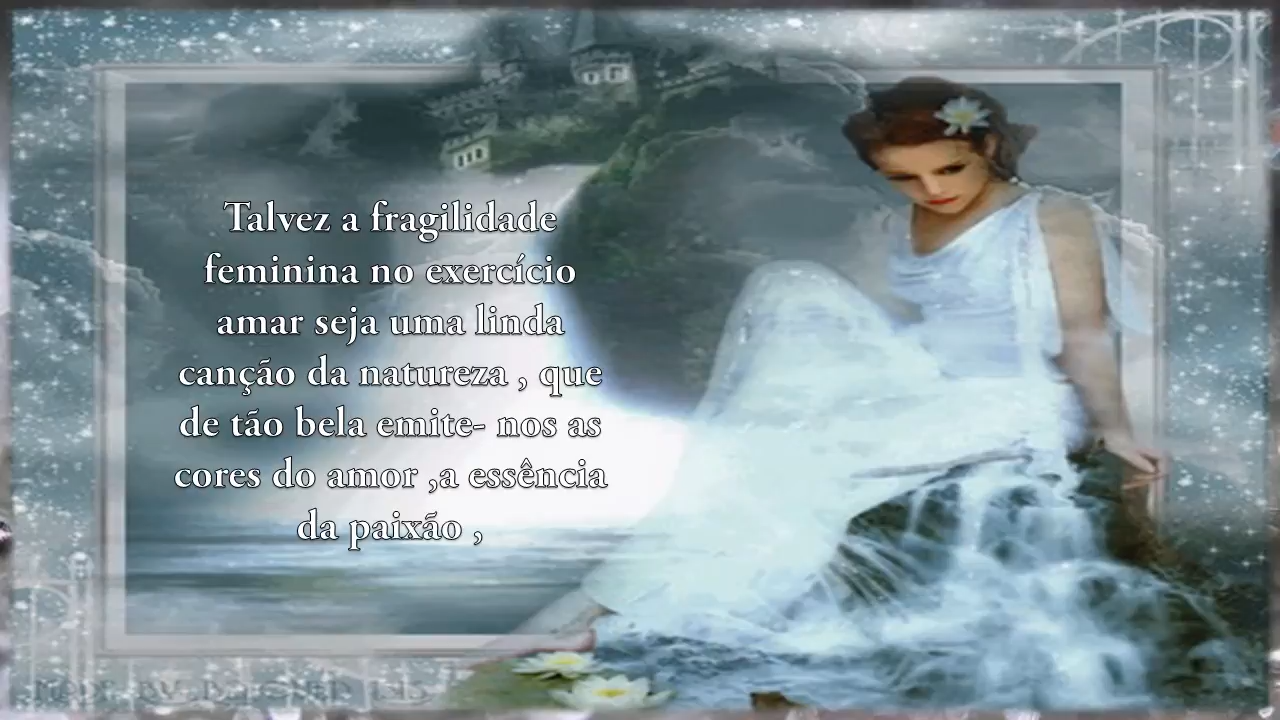 Talvez a fragilidade
feminina no exercício
amar seja uma linda
canção da natureza , que
de tão bela emite- nos as
cores do amor ,a essência
da paixão ,